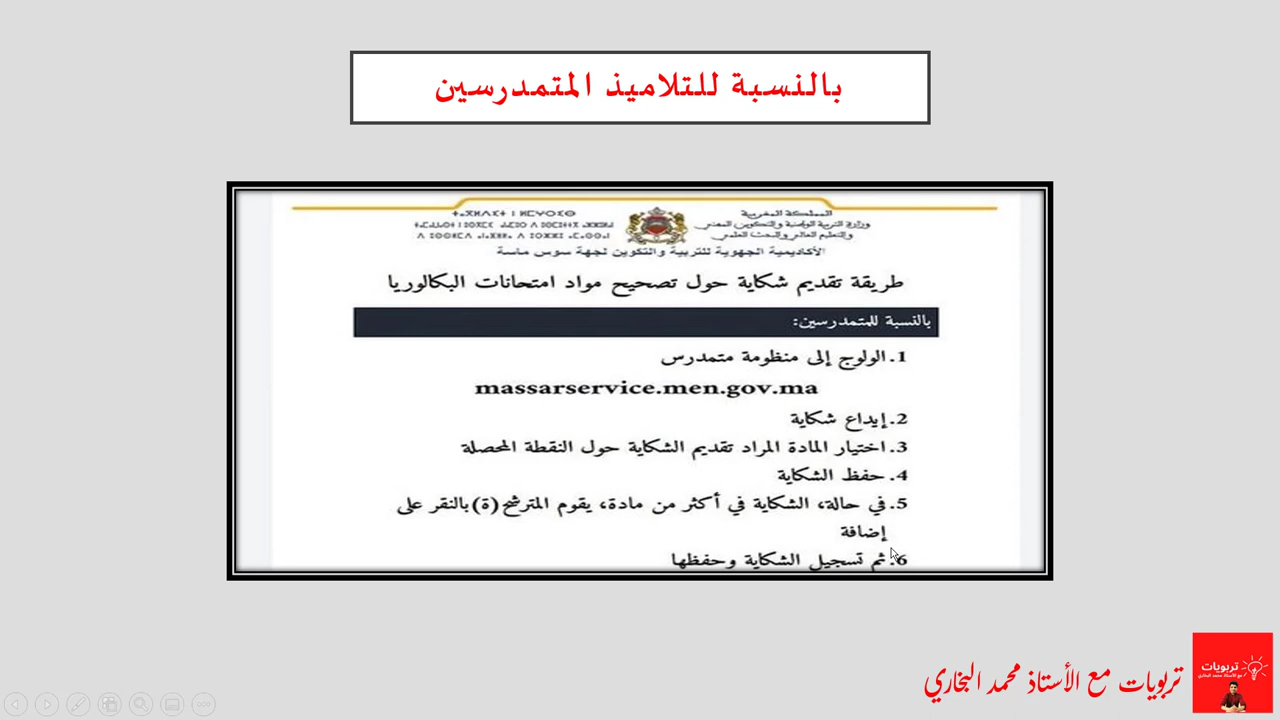 بالنسبة للتلاميذ المتمدرسين
المملكة المغربية
وزارة التربية الوطنية والتكوين المهني
والتعليم العالي والبحث العلمي
الأكاديمية الجهوية للتربية والتكوين لجهة سوس ماسة
طريقة تقديم شكاية حول تصحيح مواد امتحانات البكالوريا
بالنسبة للمتمدرسين:
1. الولوج إلى منظومة متمدرس
massarservice.men.gov.ma
2. إيداع شكاية
3. اختيار المادة المراد تقديم الشكاية حول النقطة المحصلة
4. حفظ الشكاية
5. في حالة، الشكاية في أكثر من مادة، يقوم المترشح(ة) بالنقر على
إضافة
6. ثم تسجيل الشكاية وحفظها
تربويات مع الأستاذ محمد البخاري
تربويات
مع الأستاذ محمد البخاري